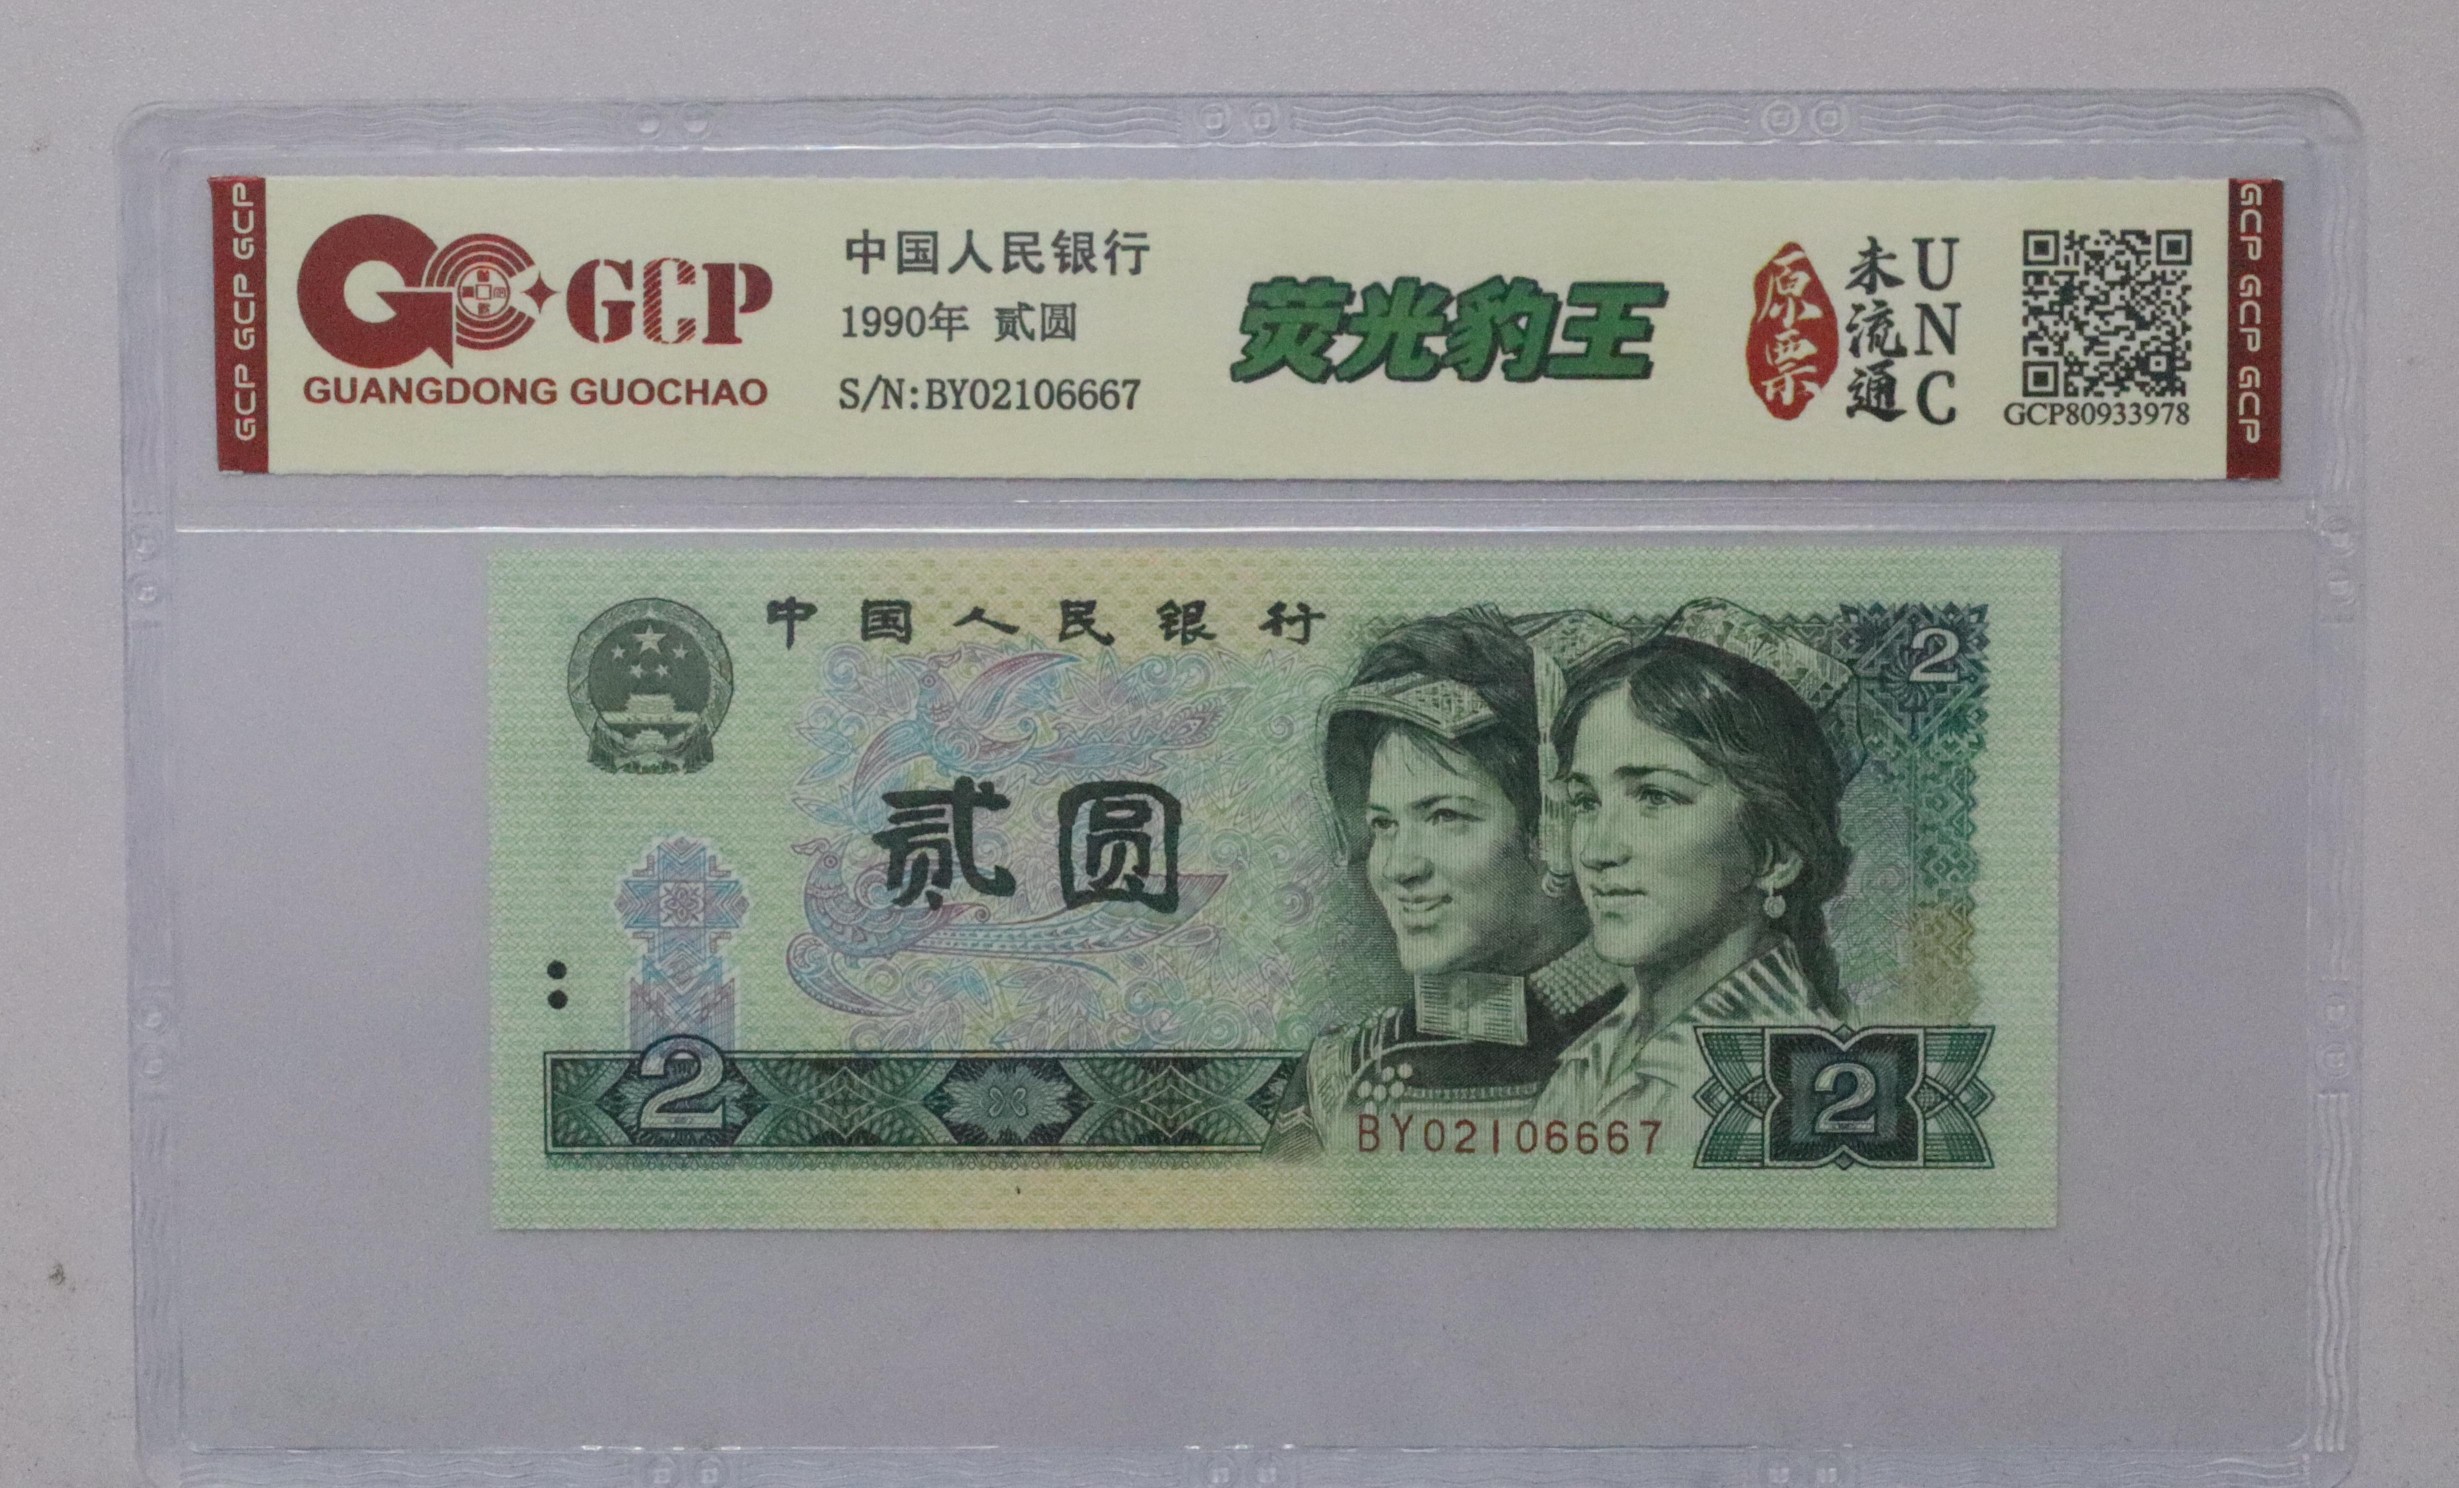 GCP GCP GCP
GCP
GUANGDONG GUOCHAO
中国人民银行
1990年 贰圆
S/N:BY02106667
荧光豹王
原票
未流通
UNC
GCP80933978
GCP GCP GCP
中国人民银行
2
贰圆
2
BY02106667
2